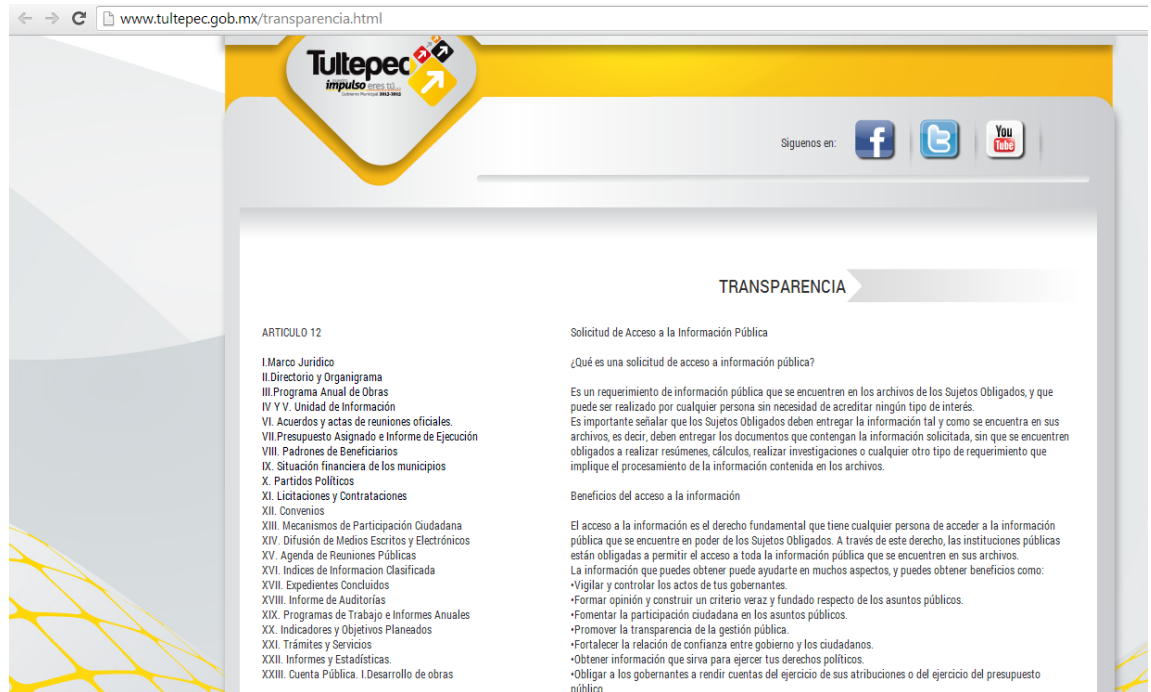 www.tultepec.gob.mx/transparencia.html
Tultepec
impulso eres tú...
Gobierno Municipal 2013-2015
Siguenos en:
You
Tube
TRANSPARENCIA
ARTICULO 12
I.Marco Juridico
II.Directorio y Organigrama
III.Programa Anual de Obras
IV Y V. Unidad de Información
VI. Acuerdos y actas de reuniones oficiales.
VII.Presupuesto Asignado e Informe de Ejecución
VIII. Padrones de Beneficiarios
IX. Situación financiera de los municipios
X. Partidos Políticos
XI. Licitaciones y Contrataciones
XII. Convenios
XIII. Mecanismos de Participación Ciudadana
XIV. Difusión de Medios Escritos y Electrónicos
XV. Agenda de Reuniones Públicas
XVI. Indices de Informacion Clasificada
XVII. Expedientes Concluidos
XVIII. Informe de Auditorías
XIX. Programas de Trabajo e Informes Anuales
XX. Indicadores y Objetivos Planeados
XXI. Trámites y Servicios
XXII. Informes y Estadísticas.
XXIII. Cuenta Pública. I.Desarrollo de obras
Solicitud de Acceso a la Información Pública
¿Qué es una solicitud de acceso a información pública?
Es un requerimiento de información pública que se encuentren en los archivos de los Sujetos Obligados, y que
puede ser realizado por cualquier persona sin necesidad de acreditar ningún tipo de interés.
Es importante señalar que los Sujetos Obligados deben entregar la información tal y como se encuentra en sus
archivos, es decir, deben entregar los documentos que contengan la información solicitada, sin que se encuentren
obligados a realizar resúmenes, cálculos, realizar investigaciones o cualquier otro tipo de requerimiento que
implique el procesamiento de la información contenida en los archivos.
Beneficios del acceso a la información
El acceso a la información es el derecho fundamental que tiene cualquier persona de acceder a la información
pública que se encuentre en poder de los Sujetos Obligados. A través de este derecho, las instituciones públicas
están obligadas a permitir el acceso a toda la información pública que se encuentren en sus archivos.
La información que puedes obtener puede ayudarte en muchos aspectos, y puedes obtener beneficios como:
•Vigilar y controlar los actos de tus gobernantes.
•Formar opinión y construir un criterio veraz y fundado respecto de los asuntos públicos.
•Fomentar la participación ciudadana en los asuntos públicos.
•Promover la transparencia de la gestión pública.
•Fortalecer la relación de confianza entre gobierno y los ciudadanos.
•Obtener información que sirva para ejercer tus derechos políticos.
•Obligar a los gobernantes a rendir cuentas del ejercicio de sus atribuciones o del ejercicio del presupuesto
público.